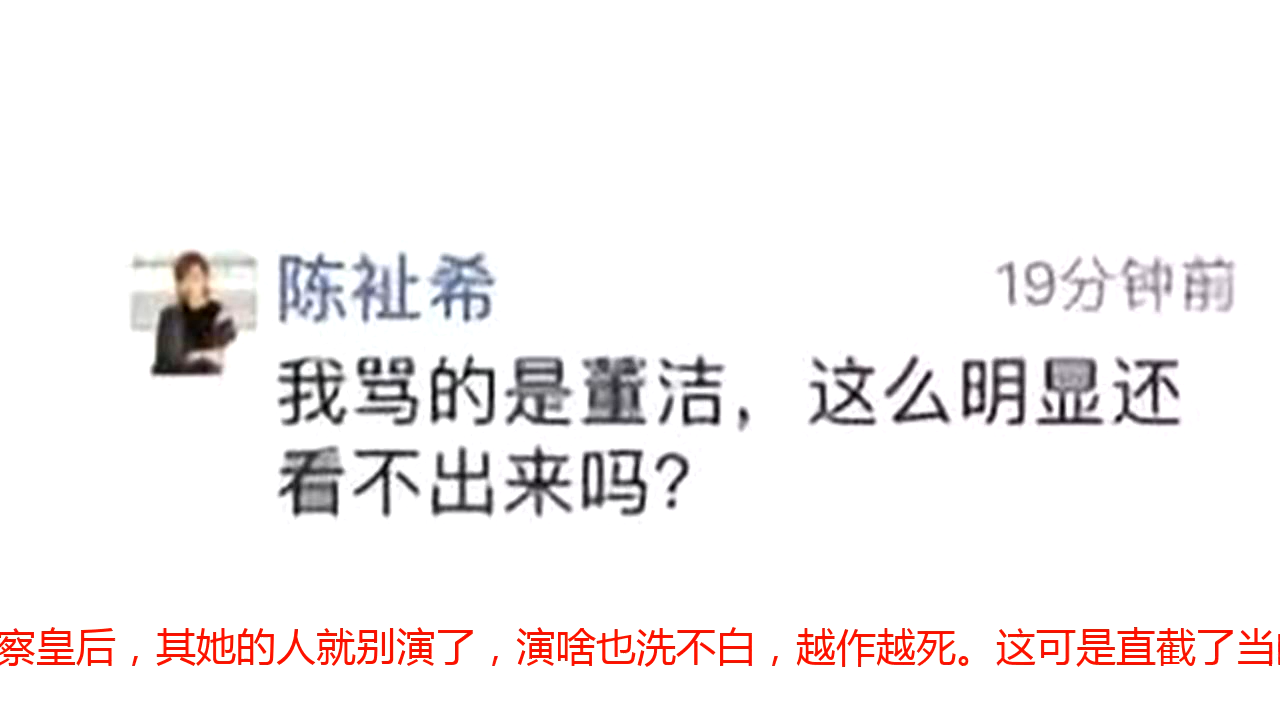 陈祉希
19分钟前
我骂的是董洁，这么明显还
看不出来吗?
察皇后，其她的人就别演了，演啥也洗不白，越作越死。这可是直截了当